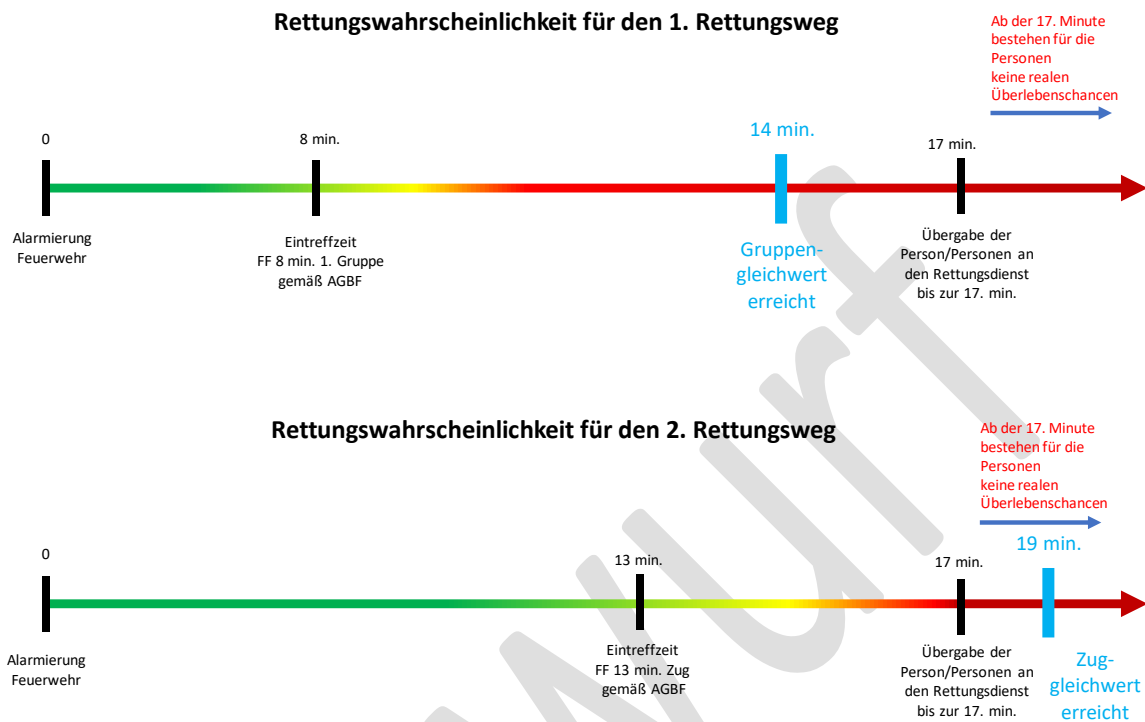 Rettungswahrscheinlichkeit für den 1. Rettungsweg
Ab der 17. Minute
bestehen für die
Personen
keine realen
Überlebenschancen
0
8 min.
14 min.
17 min.
Alarmierung
Feuerwehr
Eintreffzeit
FF 8 min. 1. Gruppe
gemäß AGBF
Gruppen-
gleichwert
erreicht
Übergabe der
Person/Personen an
den Rettungsdienst
bis zur 17. min.
Rettungswahrscheinlichkeit für den 2. Rettungsweg
Ab der 17. Minute
bestehen für die
Personen
keine realen
Überlebenschancen
0
13 min.
17 min.
19 min.
Alarmierung
Feuerwehr
Eintreffzeit
FF 13 min. Zug
gemäß AGBF
Übergabe der
Person/Personen an
den Rettungsdienst
bis zur 17. min.
Zug-
gleichwert
erreicht
wurf